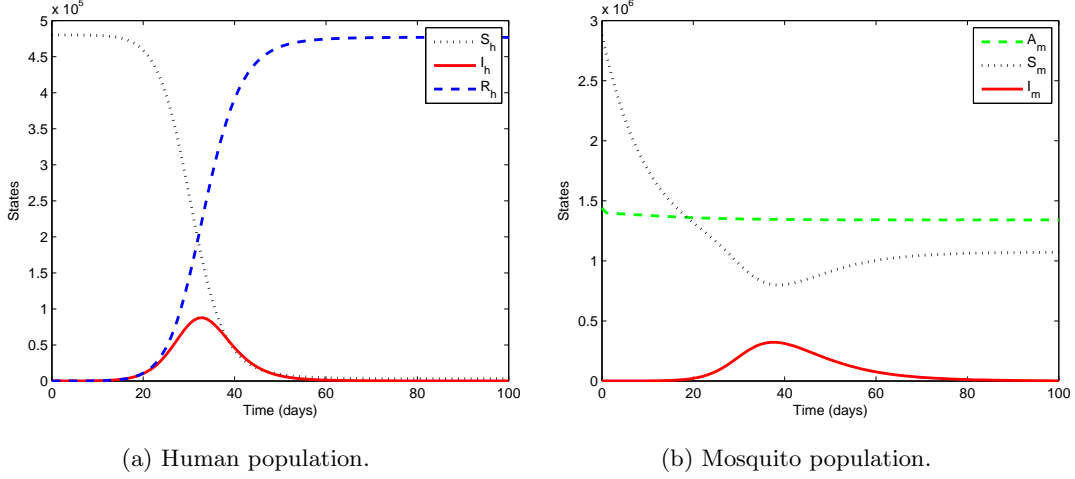 x 10^5
5
4.5
4
3.5
3
2.5
2
1.5
1
0.5
0
States
0 20 40 60 80 100
Time (days)
S_h
I_h
R_h
(a) Human population.
x 10^6
3
2.5
2
1.5
1
0.5
0
States
0 20 40 60 80 100
Time (days)
A_m
S_m
I_m
(b) Mosquito population.